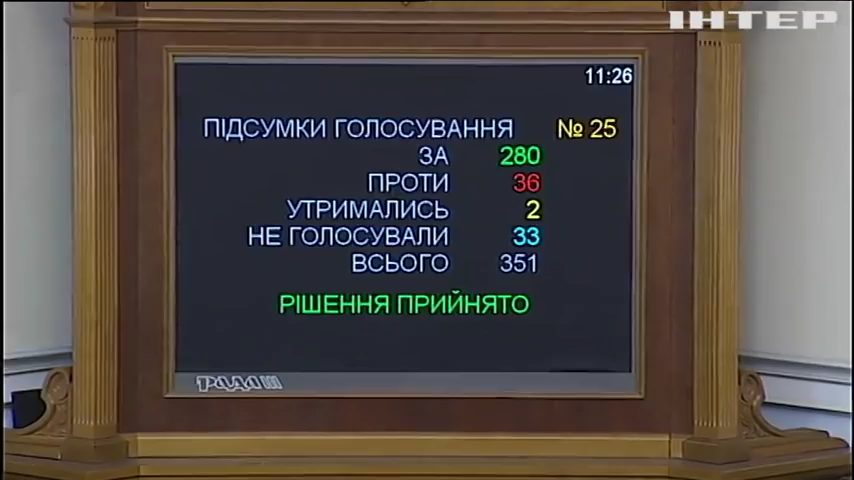 ІНТЕР
11:26
ПІДСУМКИ ГОЛОСУВАННЯ № 25
ЗА 280
ПРОТИ 36
УТРИМАЛИСЬ 2
НЕ ГОЛОСУВАЛИ 33
ВСЬОГО 351
РІШЕННЯ ПРИЙНЯТО
РАДА